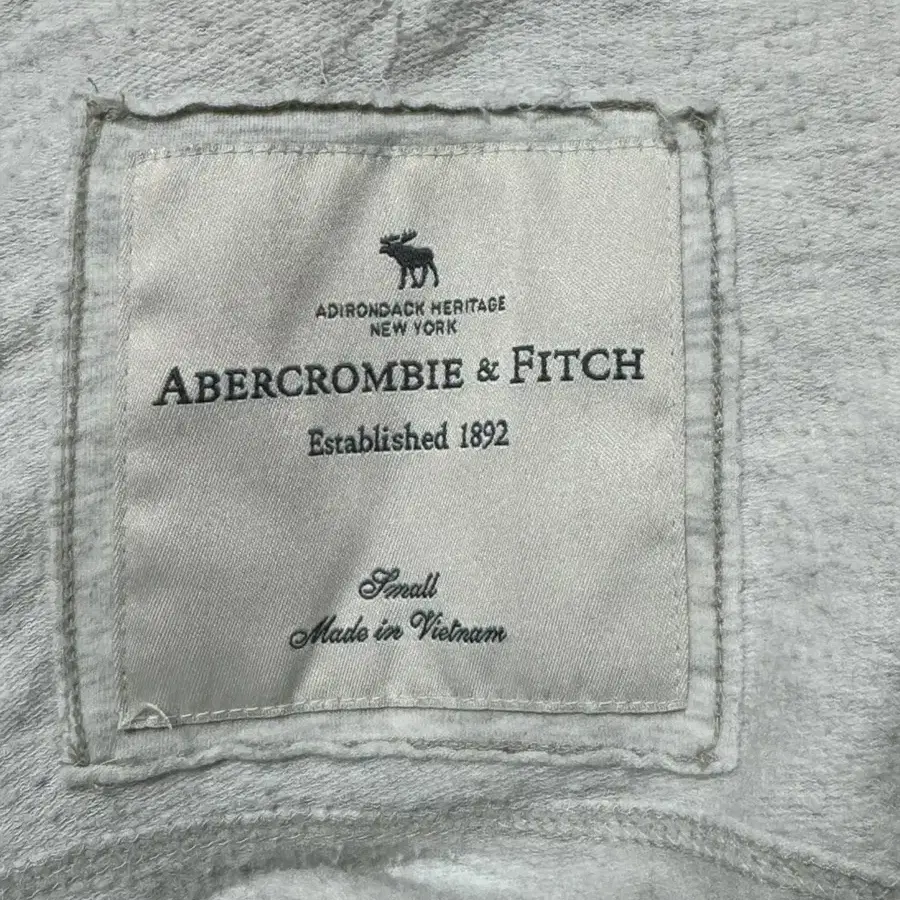 ADIRONDACK HERITAGE
NEW YORK
ABERCROMBIE & FITCH
Established 1892
Small
Made in Vietnam